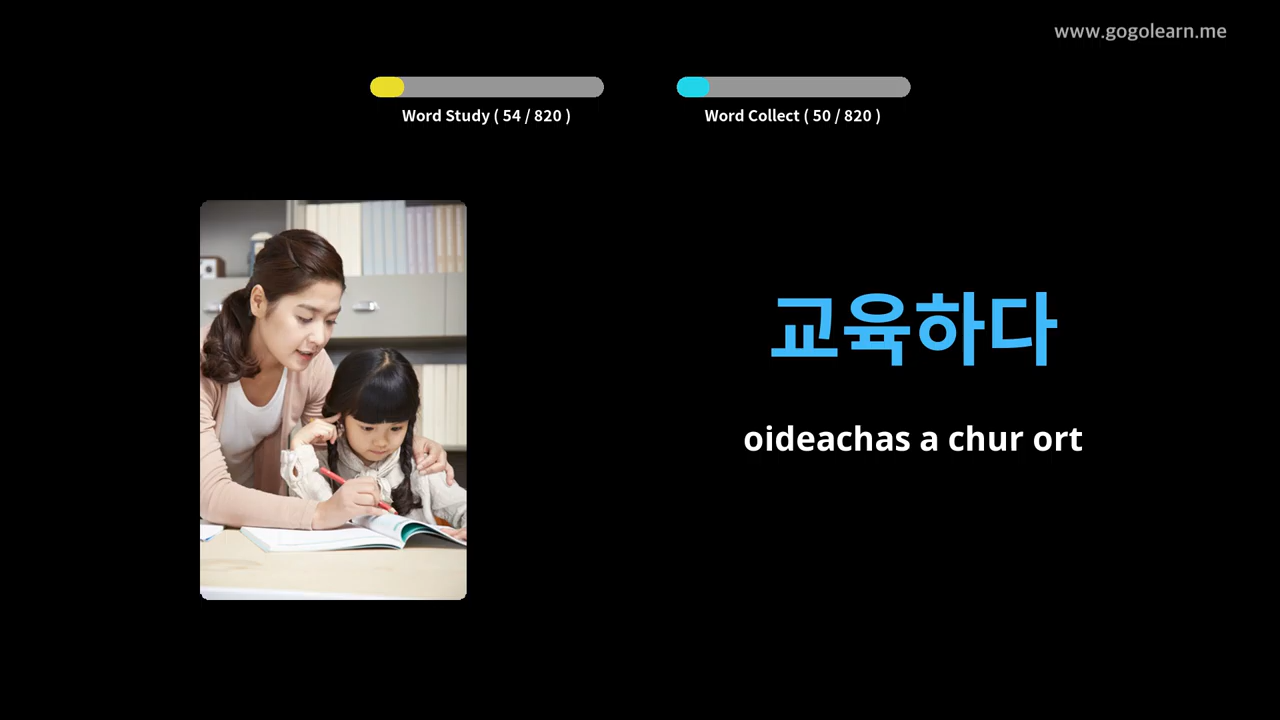 www.gogolearn.me
Word Study ( 54 / 820 )
Word Collect ( 50 / 820 )
교육하다
oideachas a chur ort